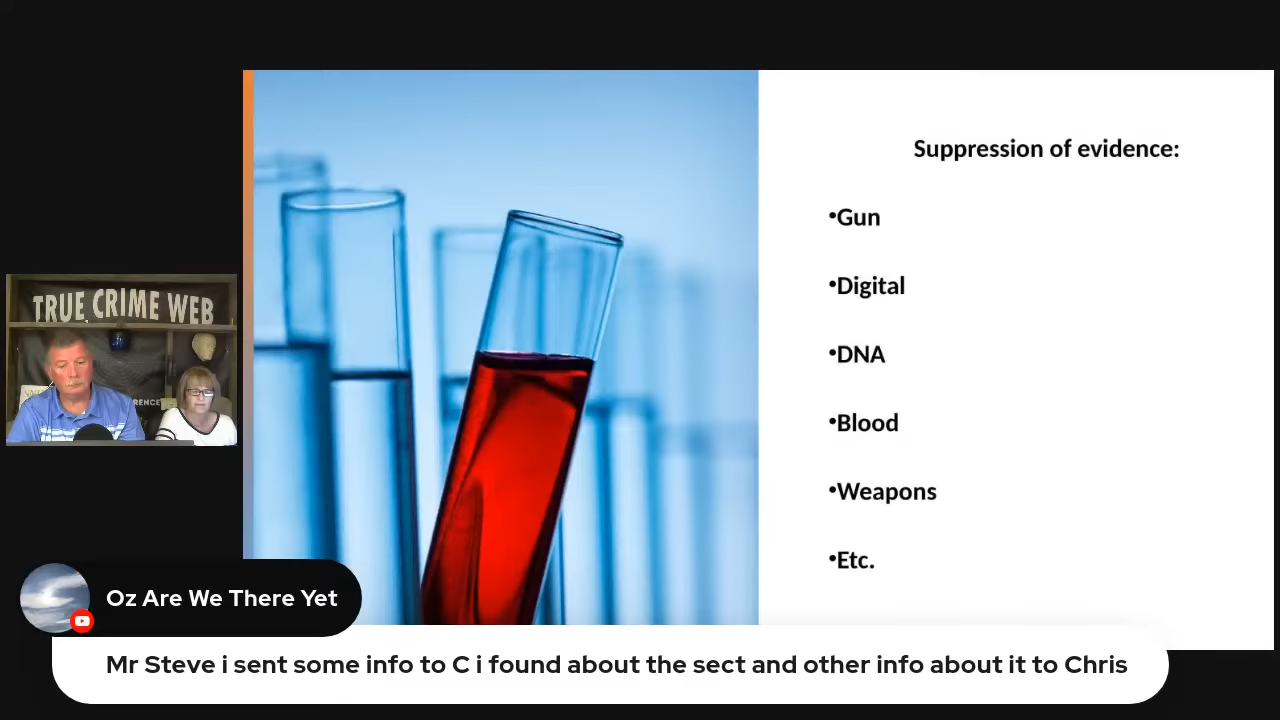 Suppression of evidence:
•Gun
•Digital
•DNA
•Blood
•Weapons
•Etc.
TRUE CRIME WEB
Oz Are We There Yet
Mr Steve i sent some info to C i found about the sect and other info about it to Chris